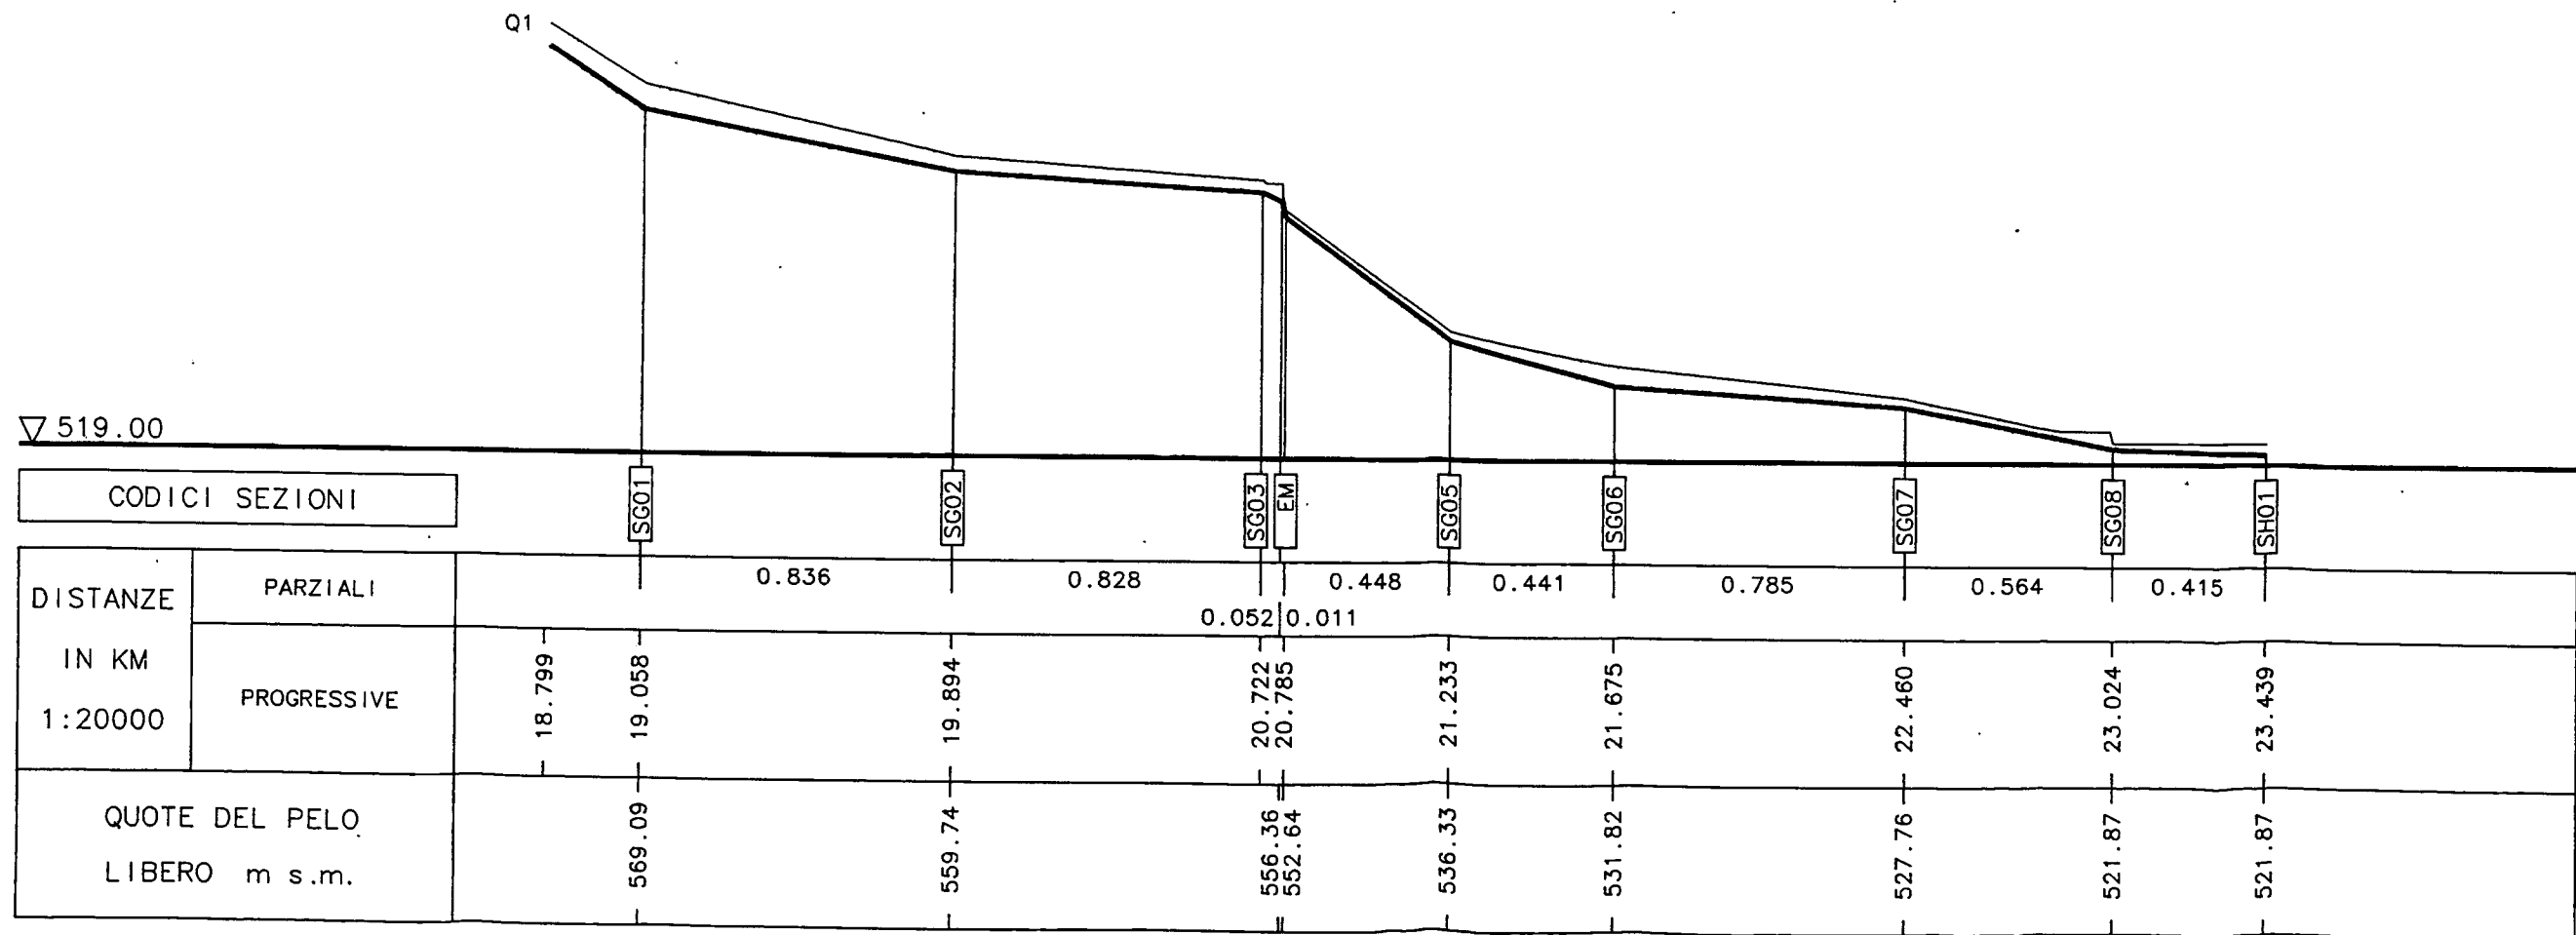 Q1
519.00
CODICI SEZIONI
SG01
SG02
SG03
EM
SG05
SG06
SG07
SG08
SH01
DISTANZE
IN KM
1:20000
PARZIALI
0.836
0.828
0.052
0.011
0.448
0.441
0.785
0.564
0.415
PROGRESSIVE
18.799
19.058
19.894
20.722
20.785
21.233
21.675
22.460
23.024
23.439
QUOTE DEL PELO
LIBERO m s.m.
569.09
559.74
556.36
552.64
536.33
531.82
527.76
521.87
521.87